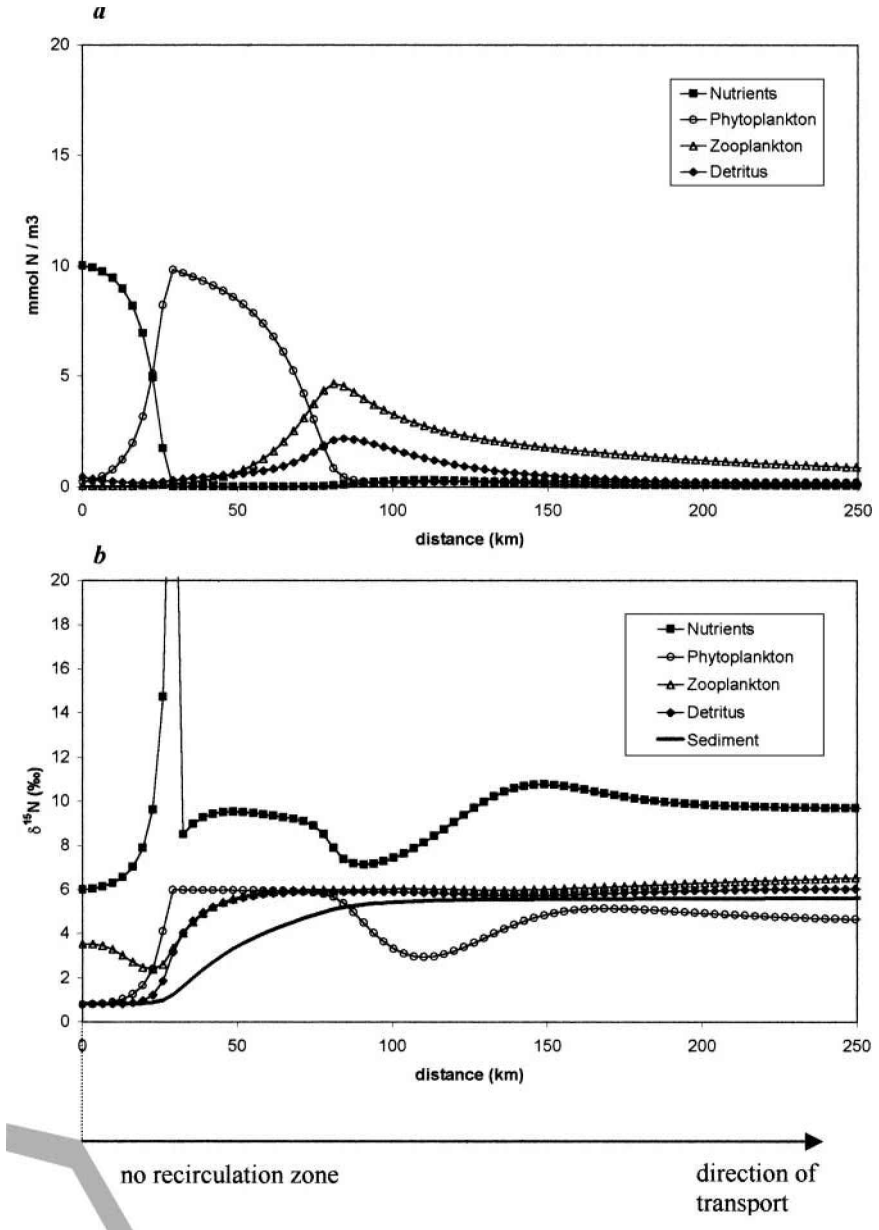 a
20
15
10
5
0
mmol N / m3
Nutrients
Phytoplankton
Zooplankton
Detritus
0 50 100 150 200 250
distance (km)
b
20
18
16
14
12
10
8
6
4
2
0
δ15N (‰)
Nutrients
Phytoplankton
Zooplankton
Detritus
Sediment
0 50 100 150 200 250
distance (km)
no recirculation zone
direction of
transport